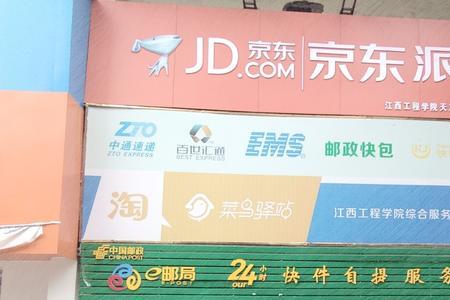 JD.京东.COM 京东派
江西工程学院天
ZTO
中通速递
ZTO EXPRESS
百世汇通
BEST EXPRESS
EMS
邮政快包
淘
菜鸟驿站
江西工程学院综合服务
中国邮政
CHINA POST
e邮局
E-POST
24小时
our
快件自提服务